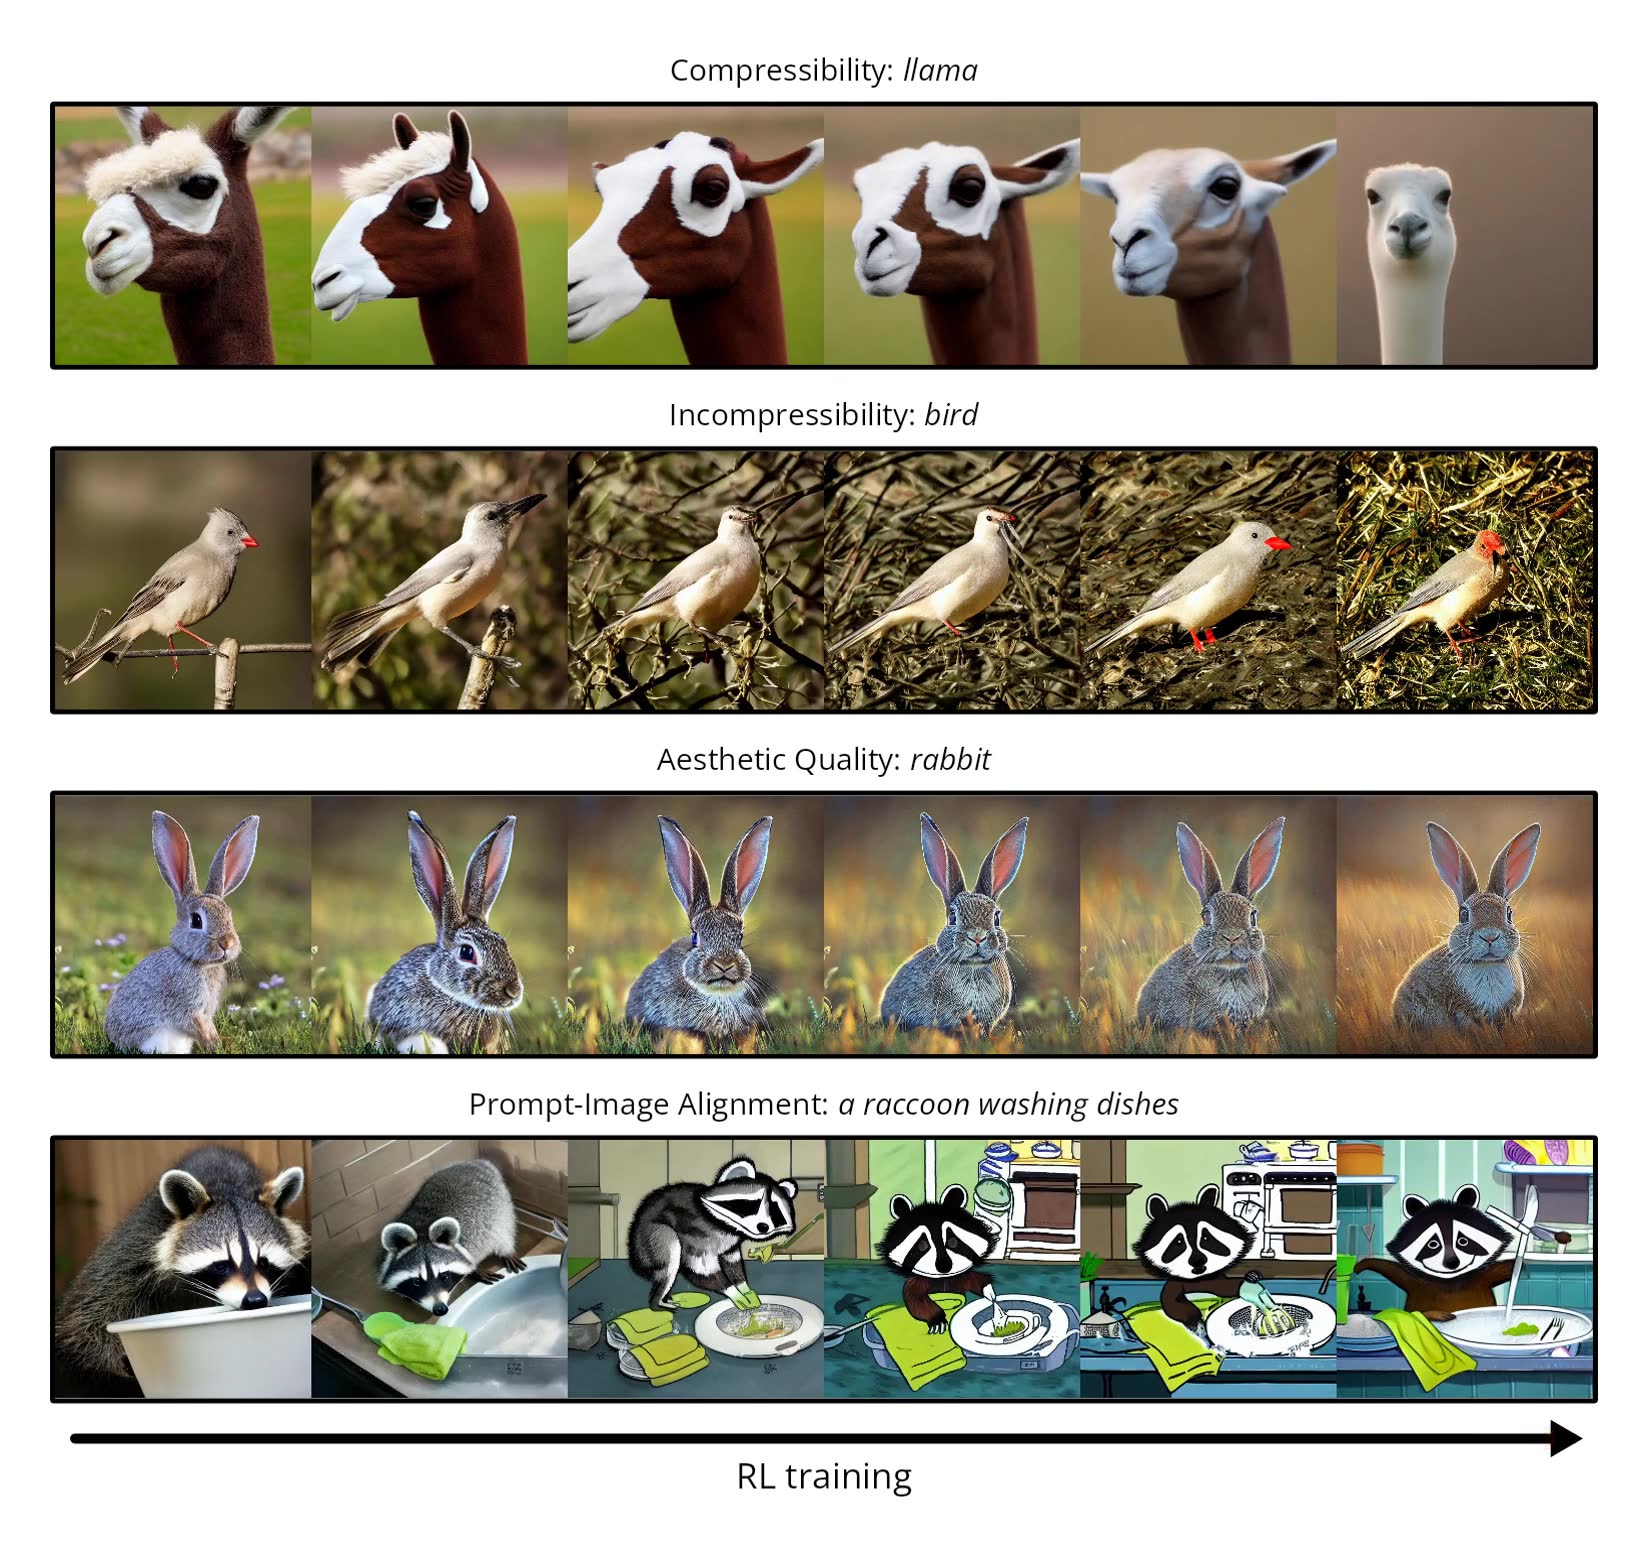 Compressibility: llama
Incompressibility: bird
Aesthetic Quality: rabbit
Prompt-Image Alignment: a raccoon washing dishes
RL training